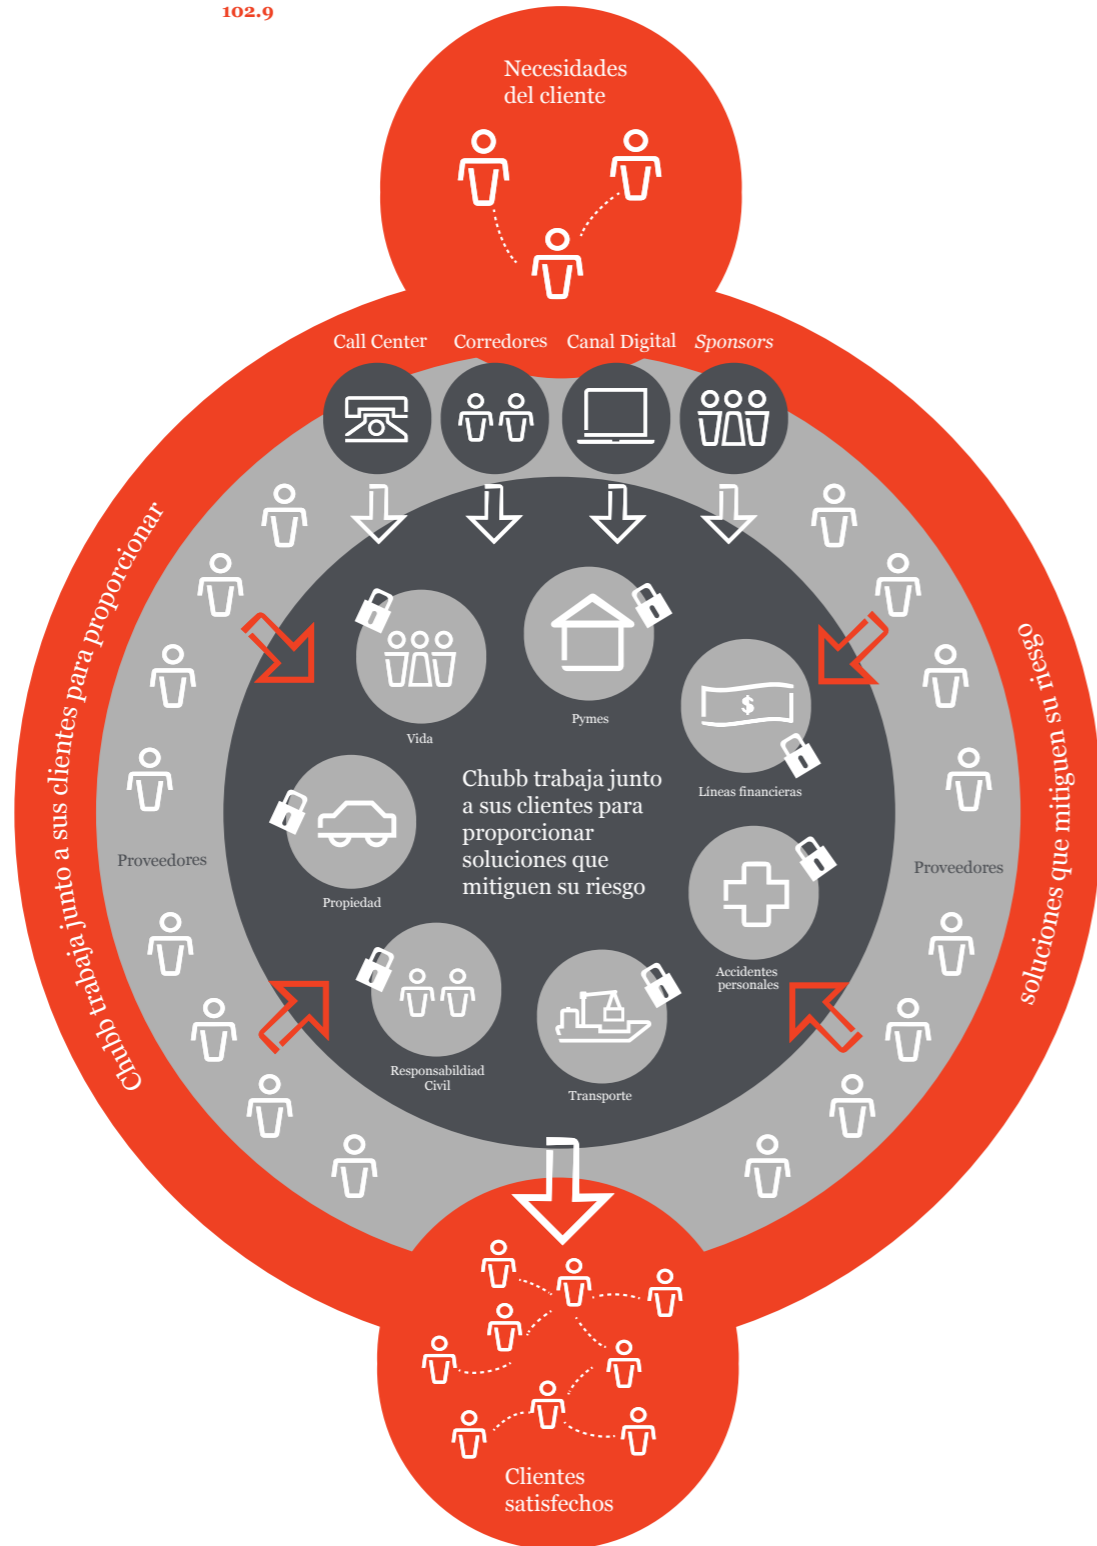 102.9
Necesidades
del cliente
Call Center
Corredores
Canal Digital
Sponsors
Chubb trabaja junto a sus clientes para proporcionar
soluciones que mitiguen su riesgo
Vida
Pymes
Líneas financieras
Chubb trabaja junto
a sus clientes para
proporcionar
soluciones que
mitiguen su riesgo
Proveedores
Proveedores
Propiedad
Accidentes
personales
Responsabildiad
Civil
Transporte
Clientes
satisfechos